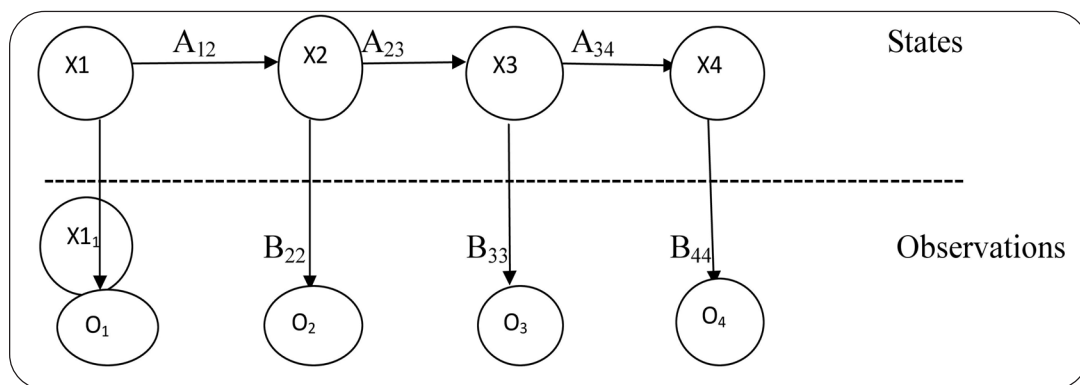 A₁₂ A₂₃ A₃₄ States
X1 X2 X3 X4
X1₁ B₂₂ B₃₃ B₄₄ Observations
O₁ O₂ O₃ O₄